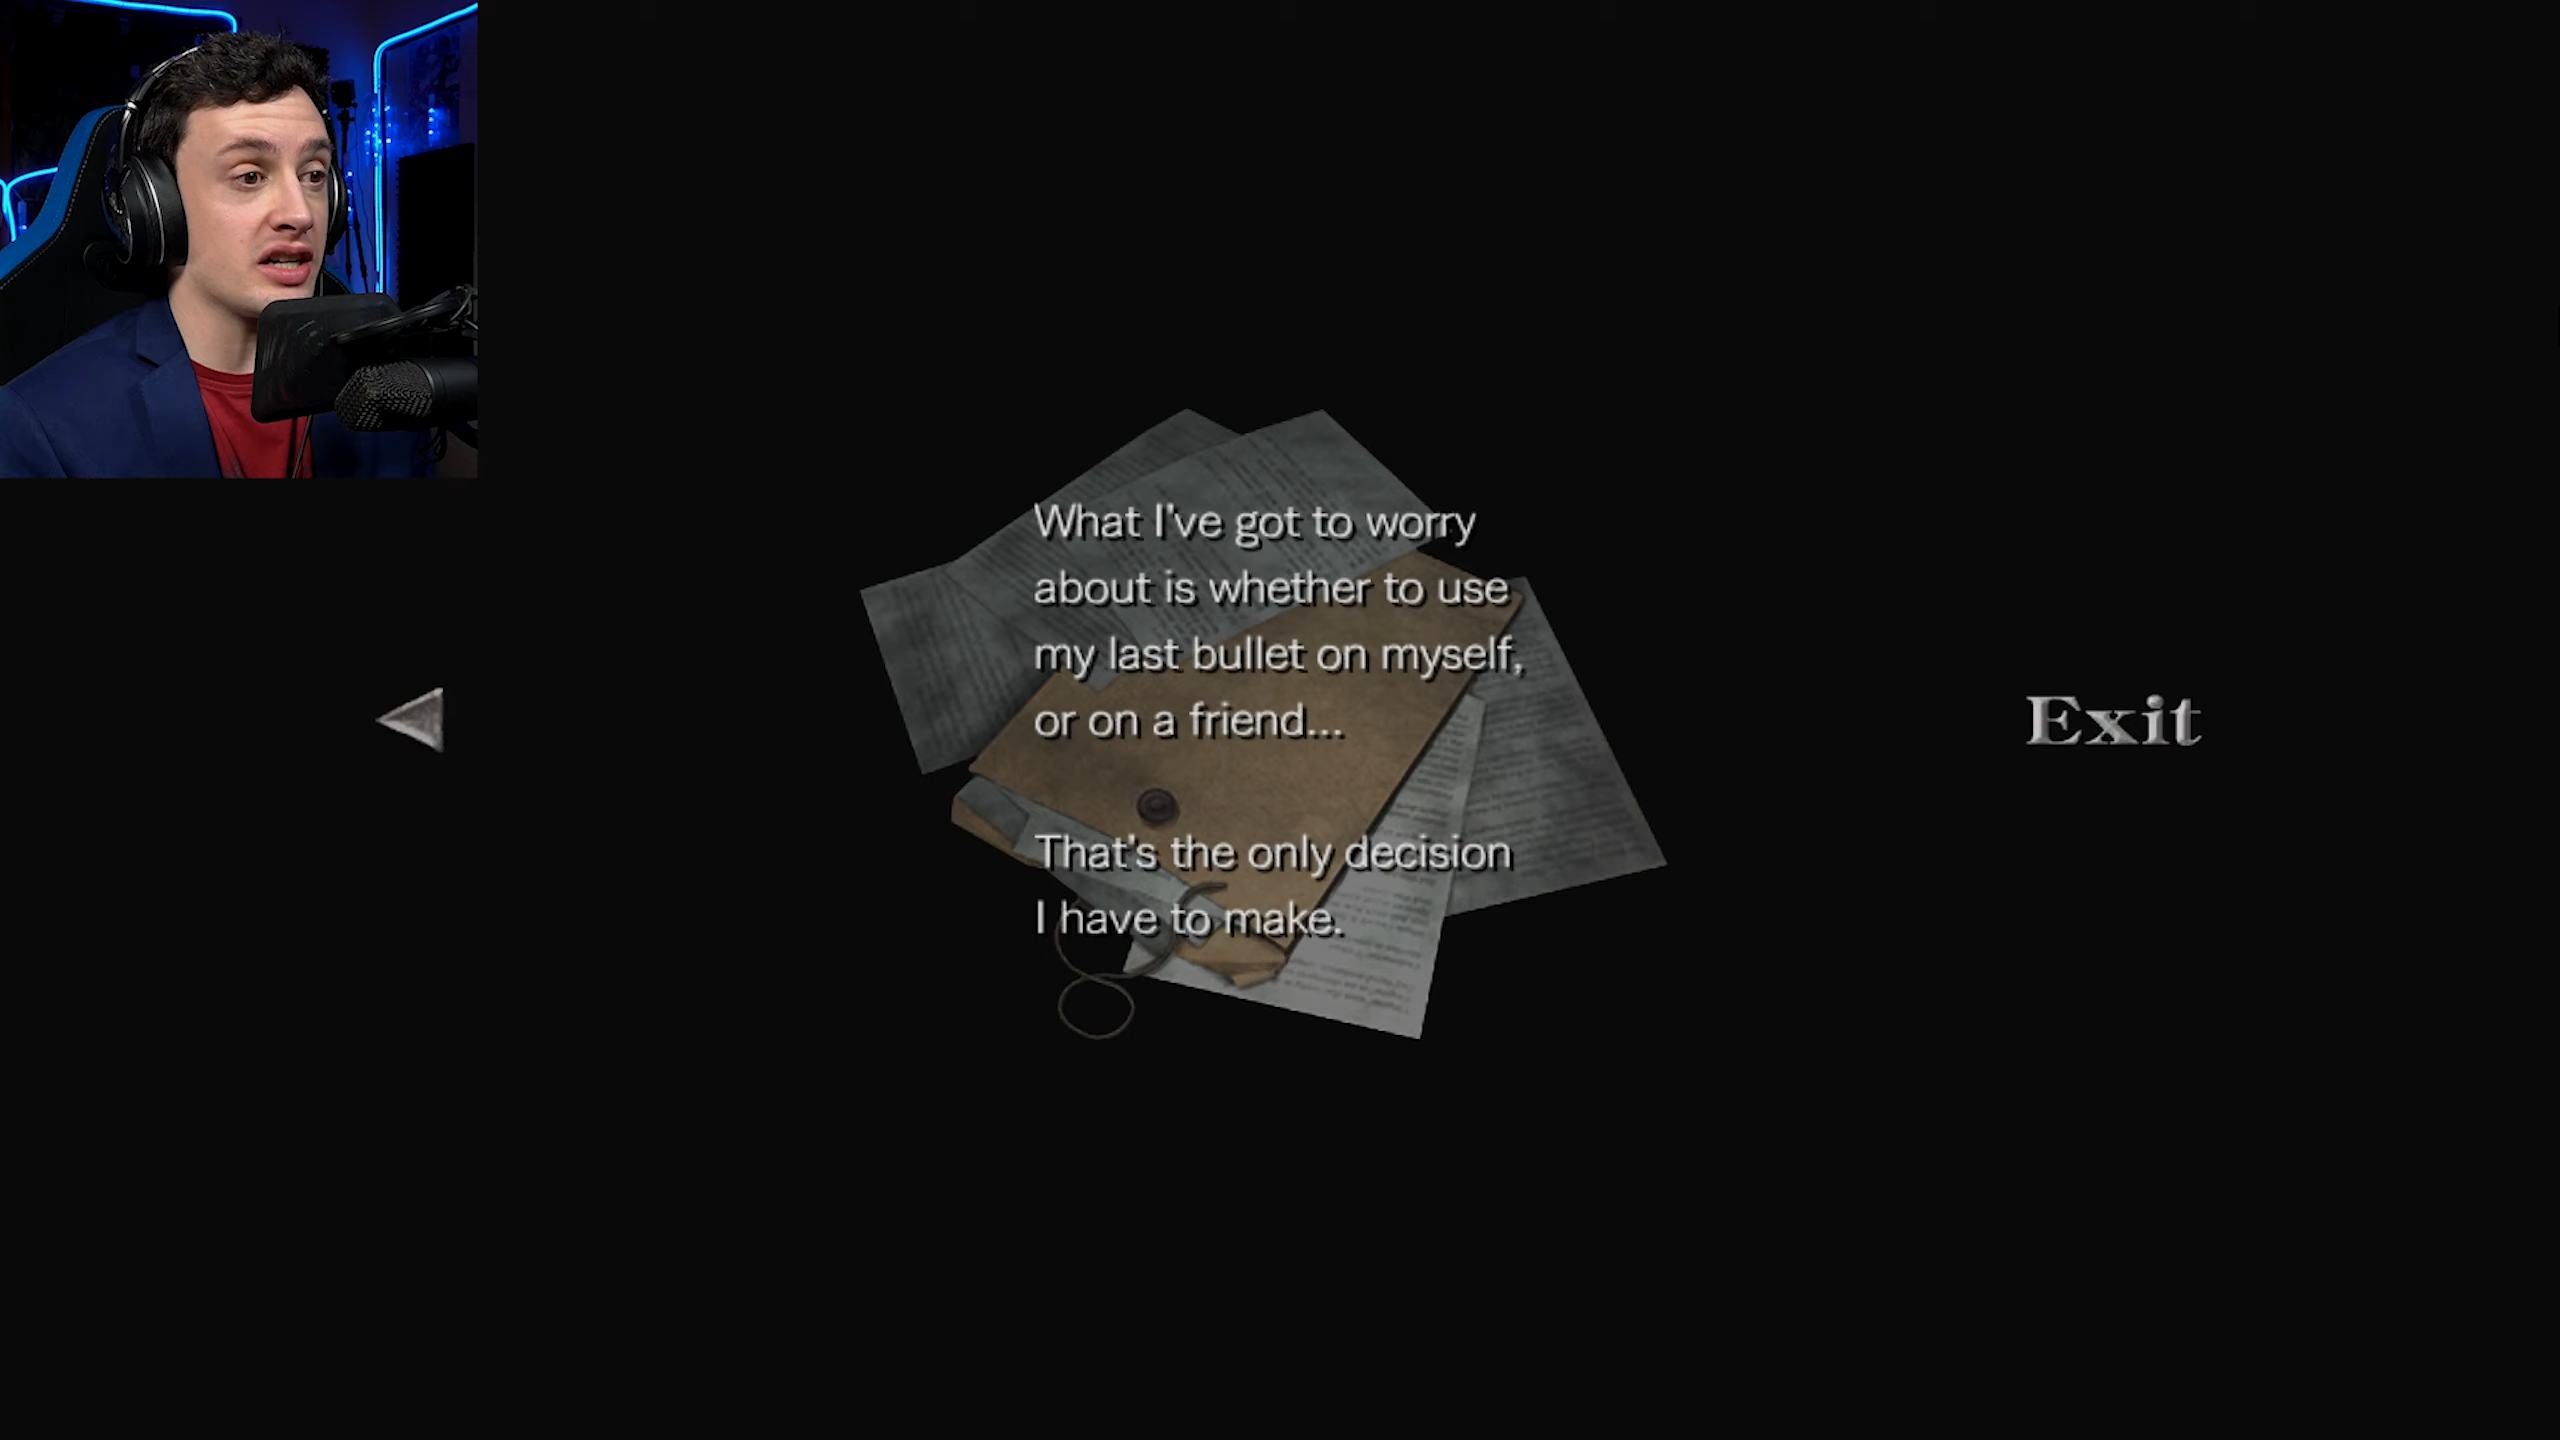 What I've got to worry
about is whether to use
my last bullet on myself,
or on a friend...
That's the only decision
I have to make.
Exit